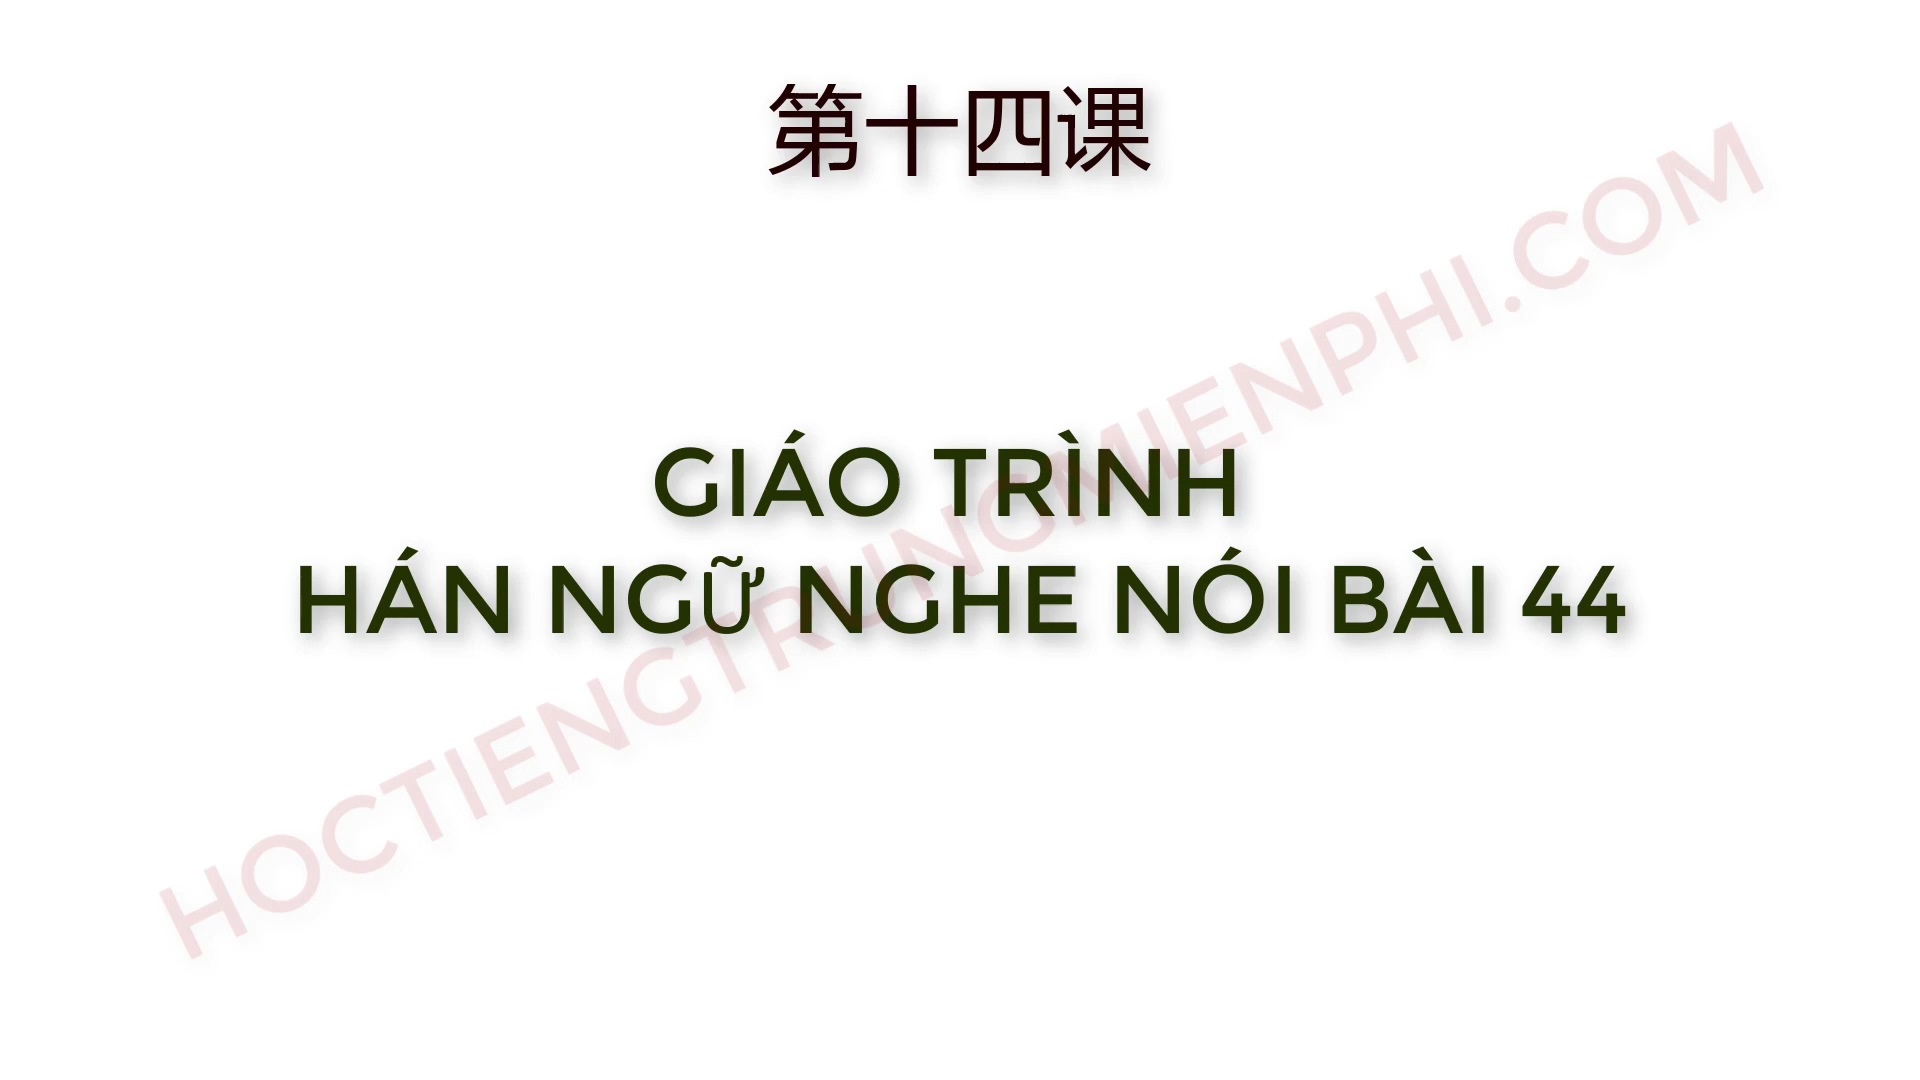 第十四课
GIÁO TRÌNH
HÁN NGỮ NGHE NÓI BÀI 44
HOCTIENGTRUNGMIENPHI.COM